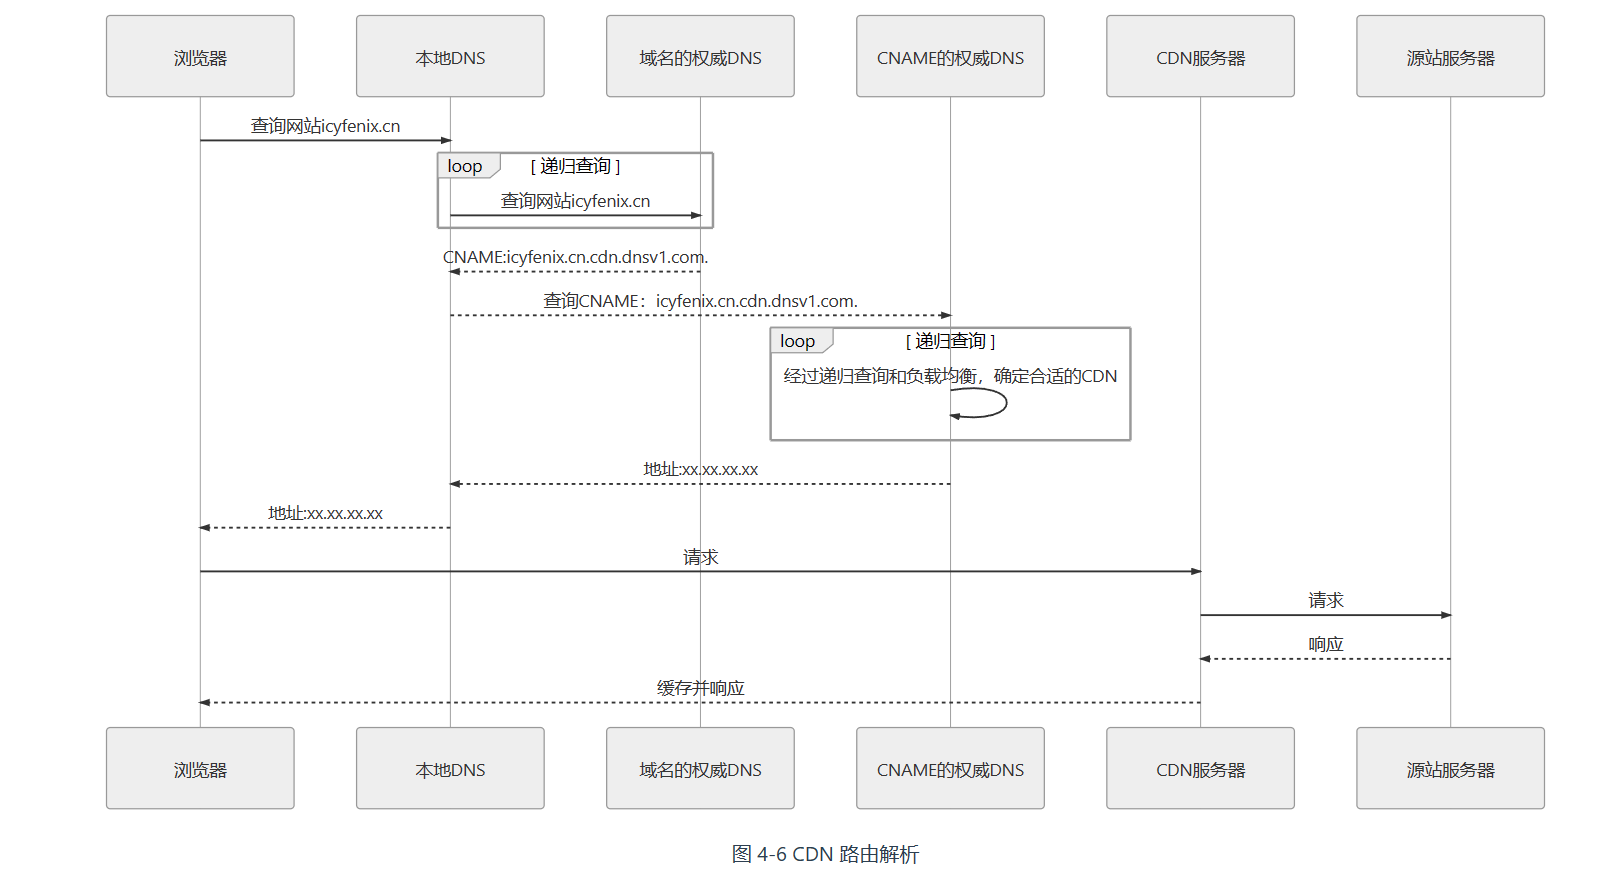 浏览器
本地DNS
域名的权威DNS
CNAME的权威DNS
CDN服务器
源站服务器
查询网站icyfenix.cn
loop
[ 递归查询 ]
查询网站icyfenix.cn
CNAME:icyfenix.cn.cdn.dnsv1.com.
查询CNAME：icyfenix.cn.cdn.dnsv1.com.
loop
[ 递归查询 ]
经过递归查询和负载均衡，确定合适的CDN
地址:xx.xx.xx.xx
地址:xx.xx.xx.xx
请求
请求
响应
缓存并响应
浏览器
本地DNS
域名的权威DNS
CNAME的权威DNS
CDN服务器
源站服务器
图 4-6 CDN 路由解析